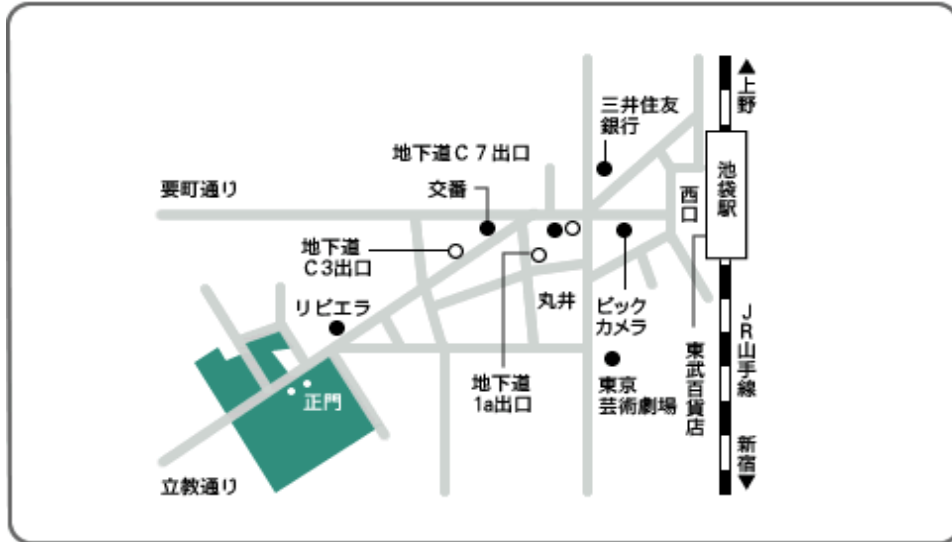 ▲上野
三井住友
銀行
地下道C7出口
池袋駅
要町通り
交番
西口
地下道
C3出口
リビエラ
丸井
ビック
カメラ
JR山手線
東武百貨店
地下道
1a出口
東京
芸術劇場
正門
新宿▼
立教通り